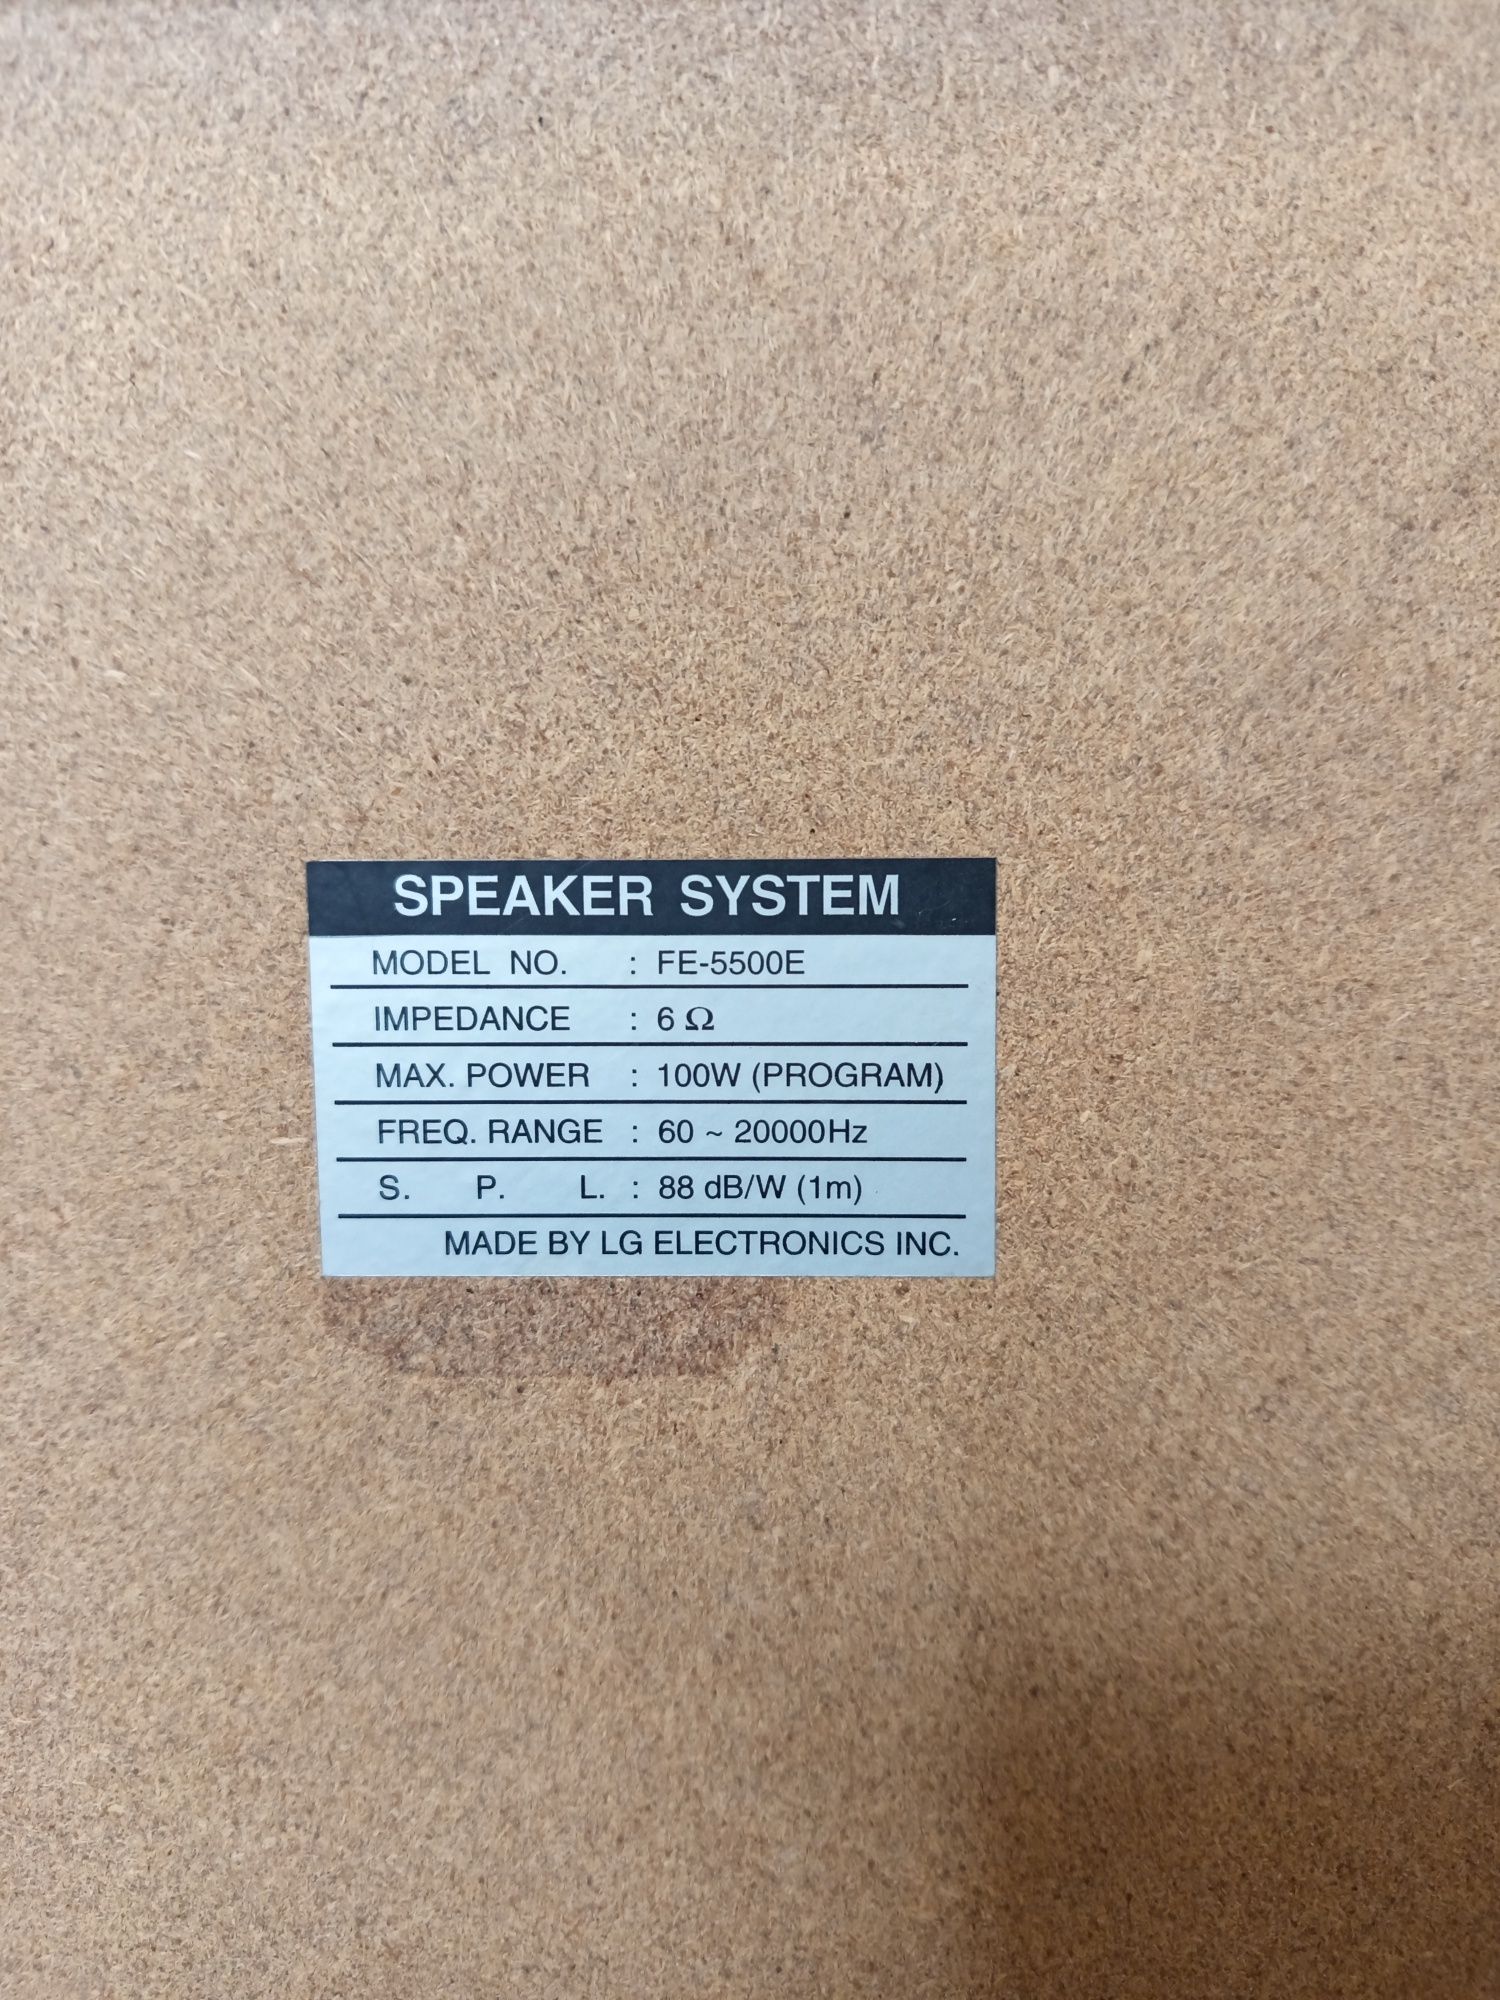 SPEAKER SYSTEM
MODEL NO. : FE-5500E
IMPEDANCE : 6 Ω
MAX. POWER : 100W (PROGRAM)
FREQ. RANGE : 60 ~ 20000Hz
S. P. L. : 88 dB/W (1m)
MADE BY LG ELECTRONICS INC.